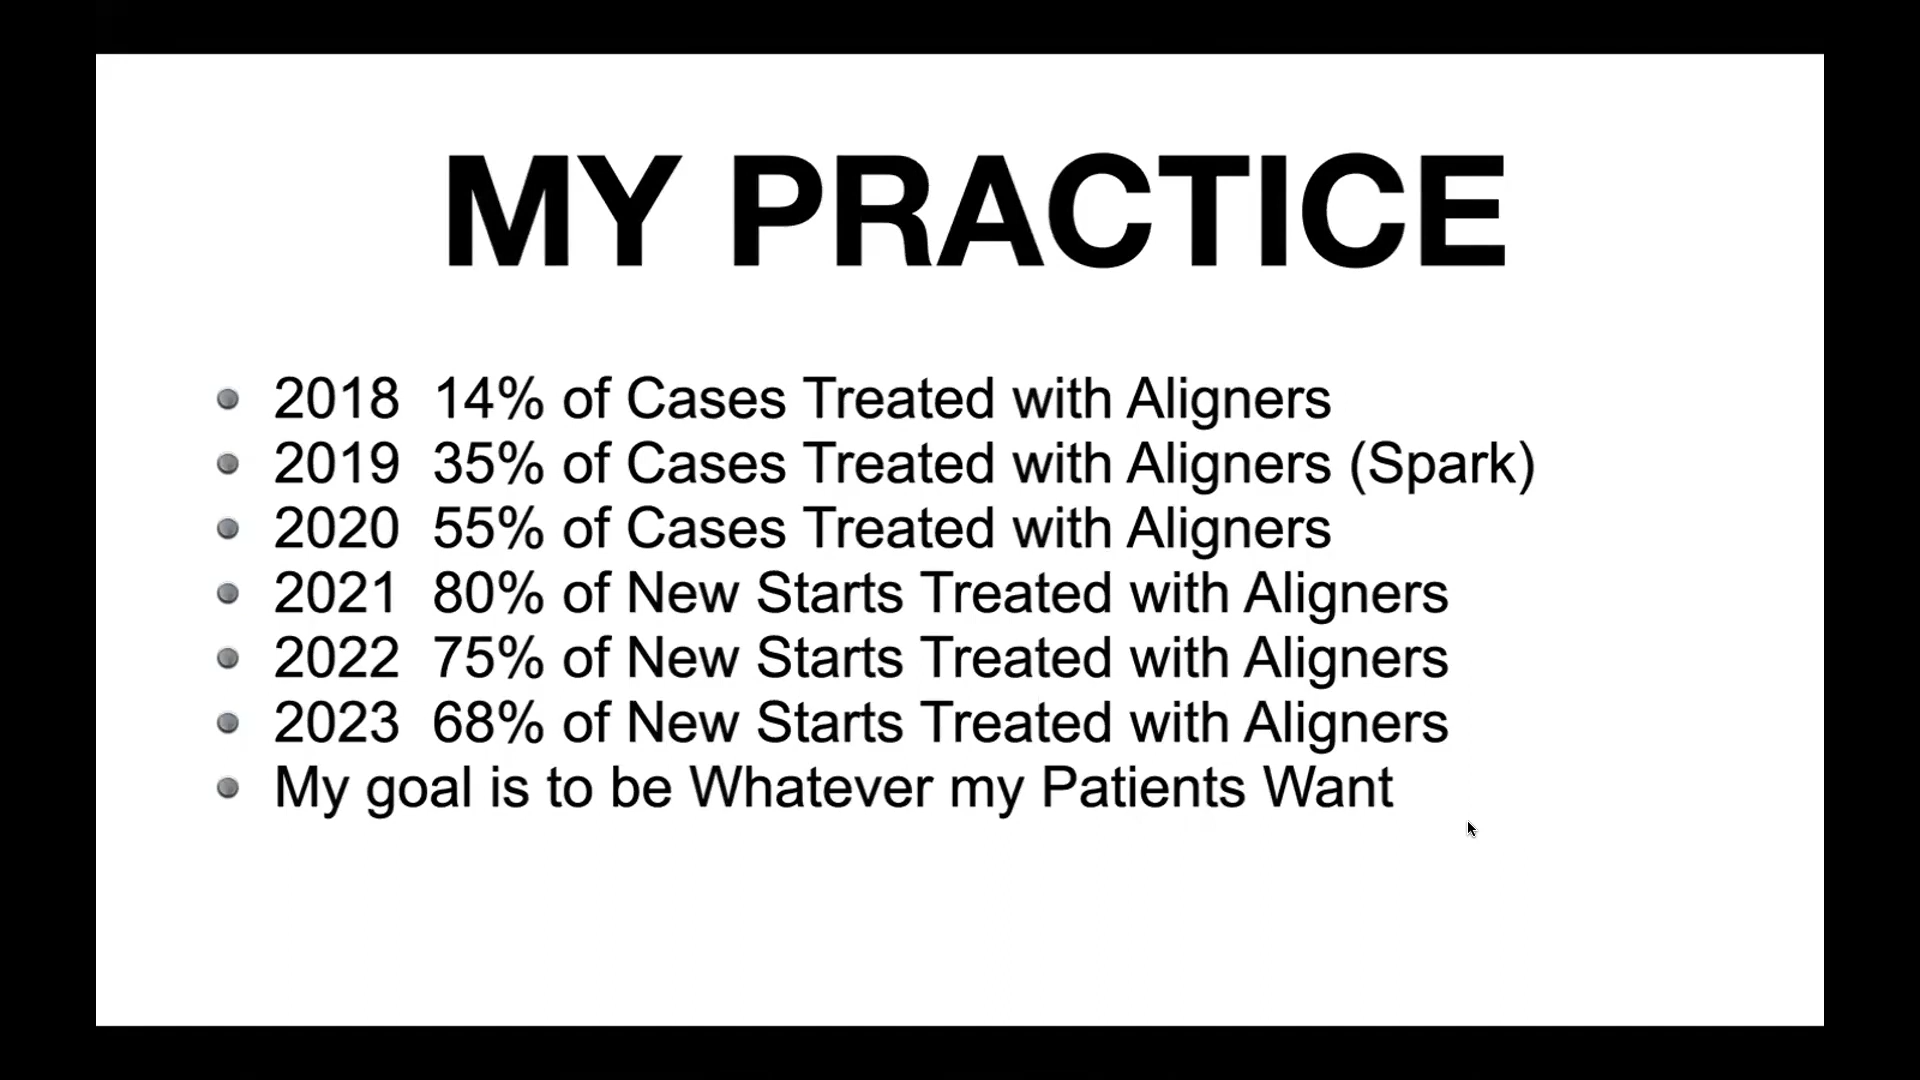 MY PRACTICE
2018 14% of Cases Treated with Aligners
2019 35% of Cases Treated with Aligners (Spark)
2020 55% of Cases Treated with Aligners
2021 80% of New Starts Treated with Aligners
2022 75% of New Starts Treated with Aligners
2023 68% of New Starts Treated with Aligners
My goal is to be Whatever my Patients Want